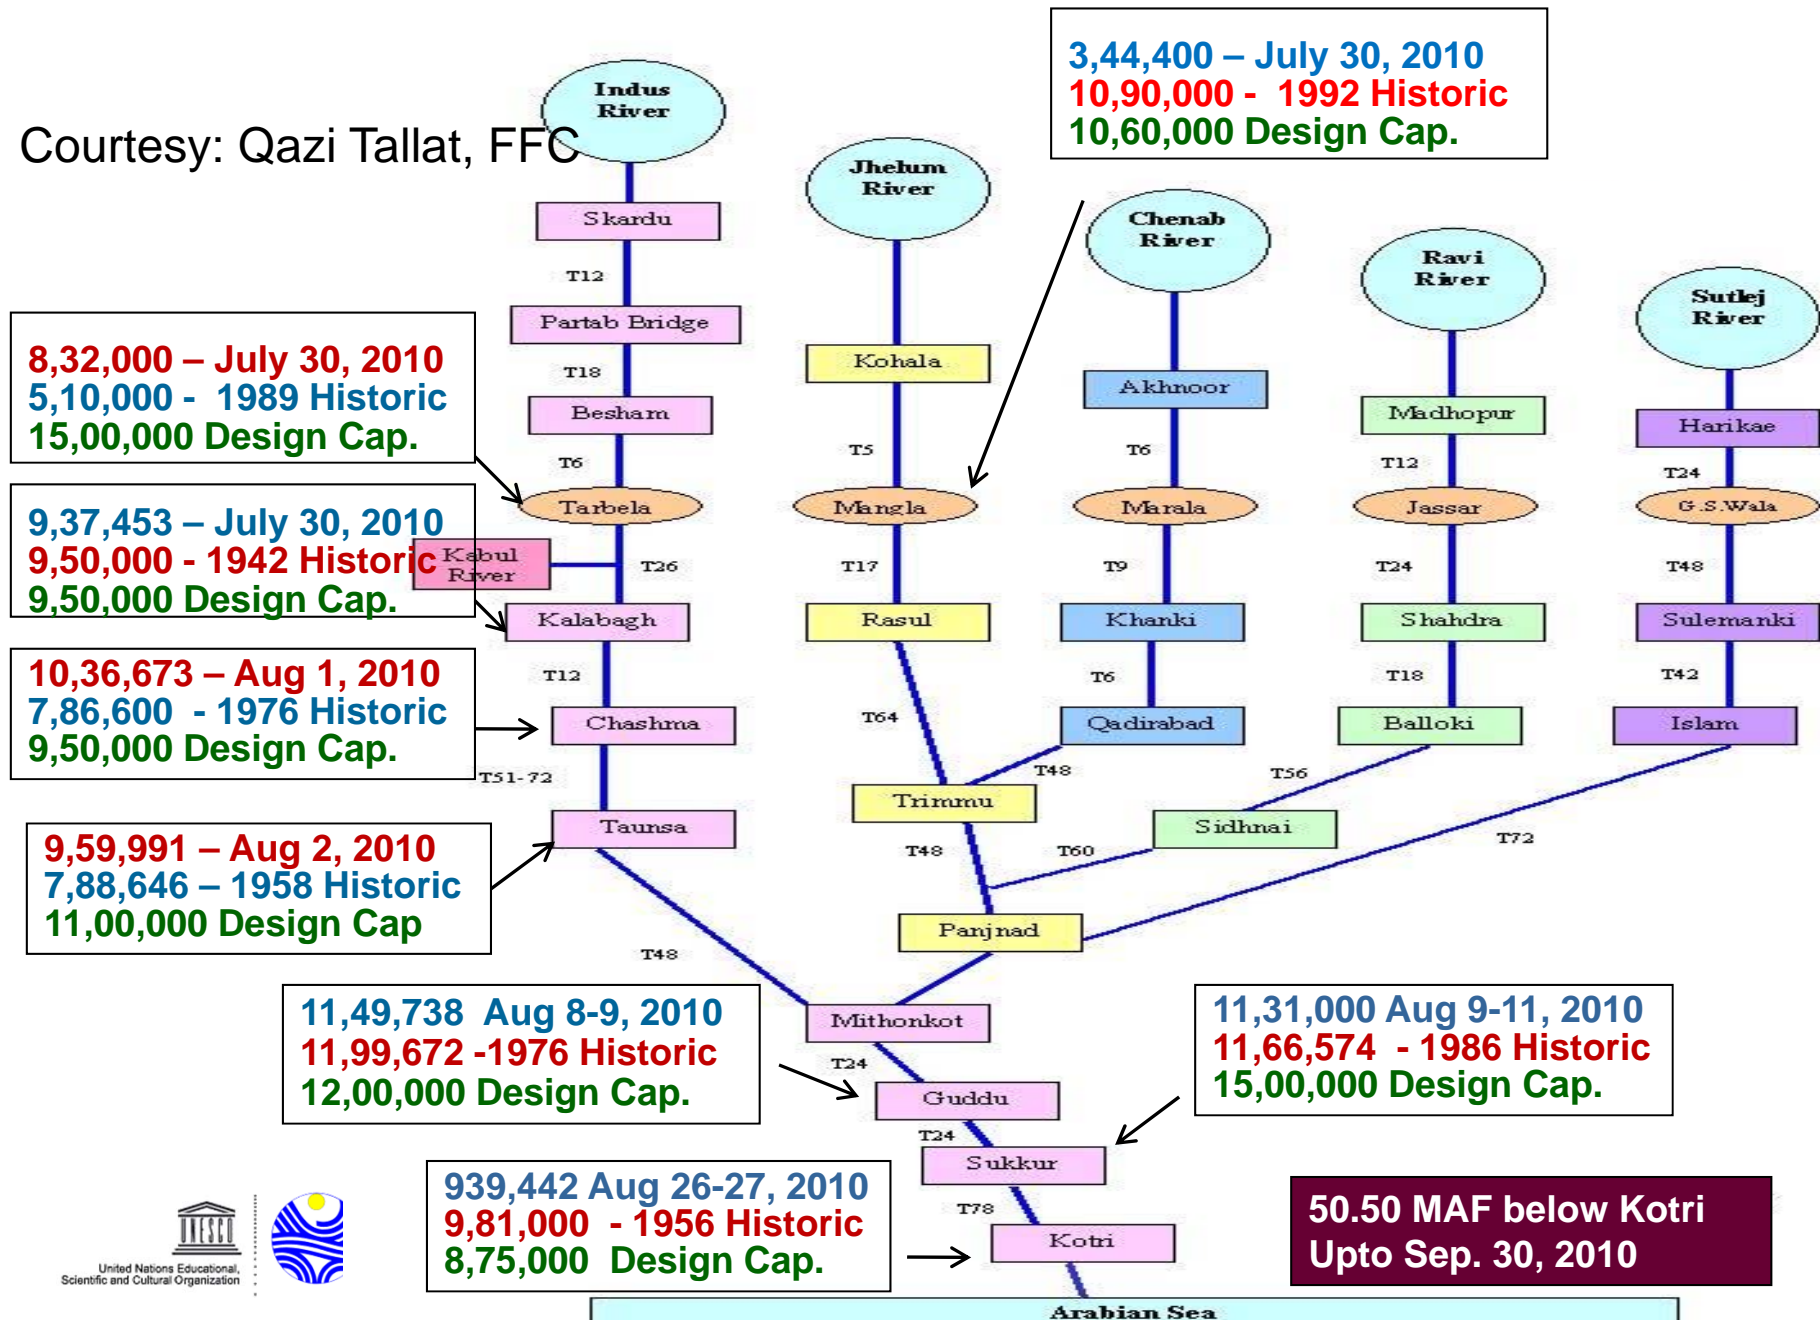 3,44,400 – July 30, 2010
10,90,000 -  1992 Historic
10,60,000 Design Cap.
Courtesy: Qazi Tallat, FFC
Indus
River
Jhelum
River
Chenab
River
Ravi
River
Sutlej
River
Skardu
T12
Partab Bridge
T18
Besham
T6
Tarbela
Kabul
River
T26
Kalabagh
T12
Chashma
T51-72
Taunsa
T48
Kohala
T5
Mangla
T17
Rasul
T64
Trimmu
T48
Panjnad
Akhnoor
T6
Marala
T9
Khanki
T6
Qadirabad
T48
Madhopur
T12
Jassar
T24
Shahdra
T18
Balloki
T56
Sidhnai
T60
Harikae
T24
G.S.Wala
T48
Sulemanki
T42
Islam
T72
8,32,000 – July 30, 2010
5,10,000 -  1989 Historic
15,00,000 Design Cap.
9,37,453 – July 30, 2010
9,50,000 - 1942 Historic
9,50,000 Design Cap.
10,36,673 – Aug 1, 2010
7,86,600  - 1976 Historic
9,50,000 Design Cap.
9,59,991 – Aug 2, 2010
7,88,646 – 1958 Historic
11,00,000 Design Cap
11,49,738  Aug 8-9, 2010
11,99,672 -1976 Historic
12,00,000 Design Cap.
Mithonkot
T24
Guddu
T24
Sukkur
T78
Kotri
11,31,000 Aug 9-11, 2010
11,66,574  - 1986 Historic
15,00,000 Design Cap.
939,442 Aug 26-27, 2010
9,81,000  - 1956 Historic
8,75,000  Design Cap.
50.50 MAF below Kotri
Upto Sep. 30, 2010
UNESCO
United Nations Educational,
Scientific and Cultural Organization
Arabian Sea